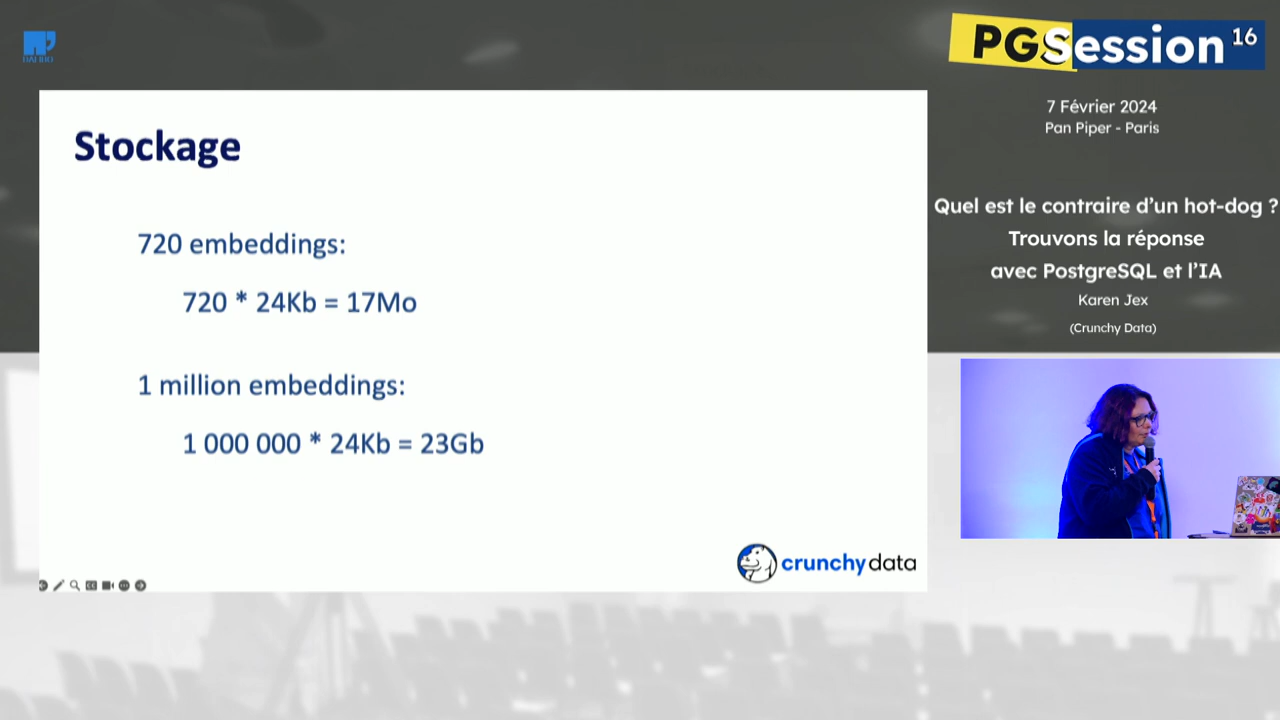 PGSession 16
7 Février 2024
Pan Piper - Paris
Quel est le contraire d'un hot-dog ?
Trouvons la réponse
avec PostgreSQL et l'IA
Karen Jex
(Crunchy Data)
Stockage
720 embeddings:
720 * 24Kb = 17Mo
1 million embeddings:
1 000 000 * 24Kb = 23Gb
crunchydata